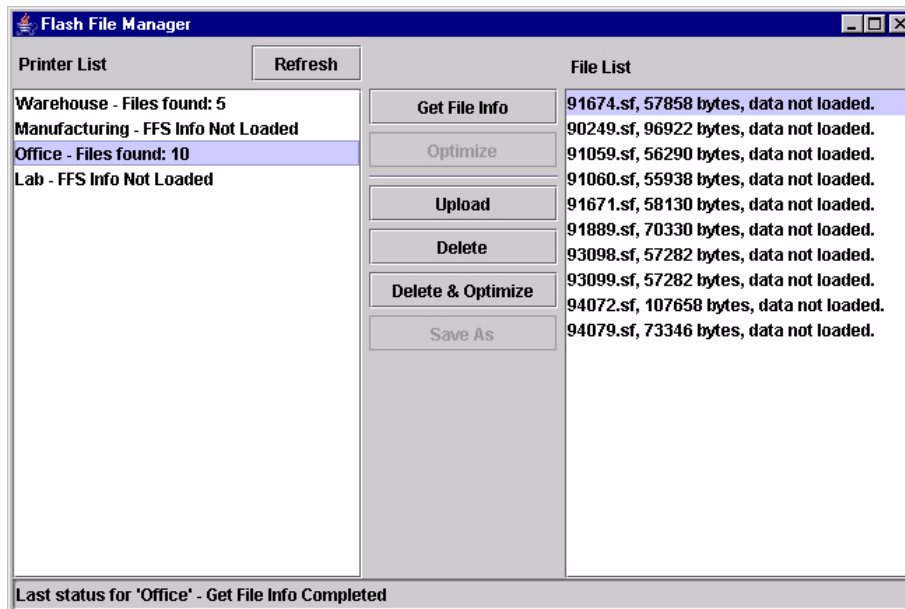 Flash File Manager
Printer List
Refresh
File List
Warehouse - Files found: 5
Manufacturing - FFS Info Not Loaded
Office - Files found: 10
Lab - FFS Info Not Loaded
Get File Info
Optimize
Upload
Delete
Delete & Optimize
Save As
91674.sf, 57858 bytes, data not loaded.
90249.sf, 96922 bytes, data not loaded.
91059.sf, 56290 bytes, data not loaded.
91060.sf, 55938 bytes, data not loaded.
91671.sf, 58130 bytes, data not loaded.
91889.sf, 70330 bytes, data not loaded.
93098.sf, 57282 bytes, data not loaded.
93099.sf, 57282 bytes, data not loaded.
94072.sf, 107658 bytes, data not loaded.
94079.sf, 73346 bytes, data not loaded.
Last status for 'Office' - Get File Info Completed